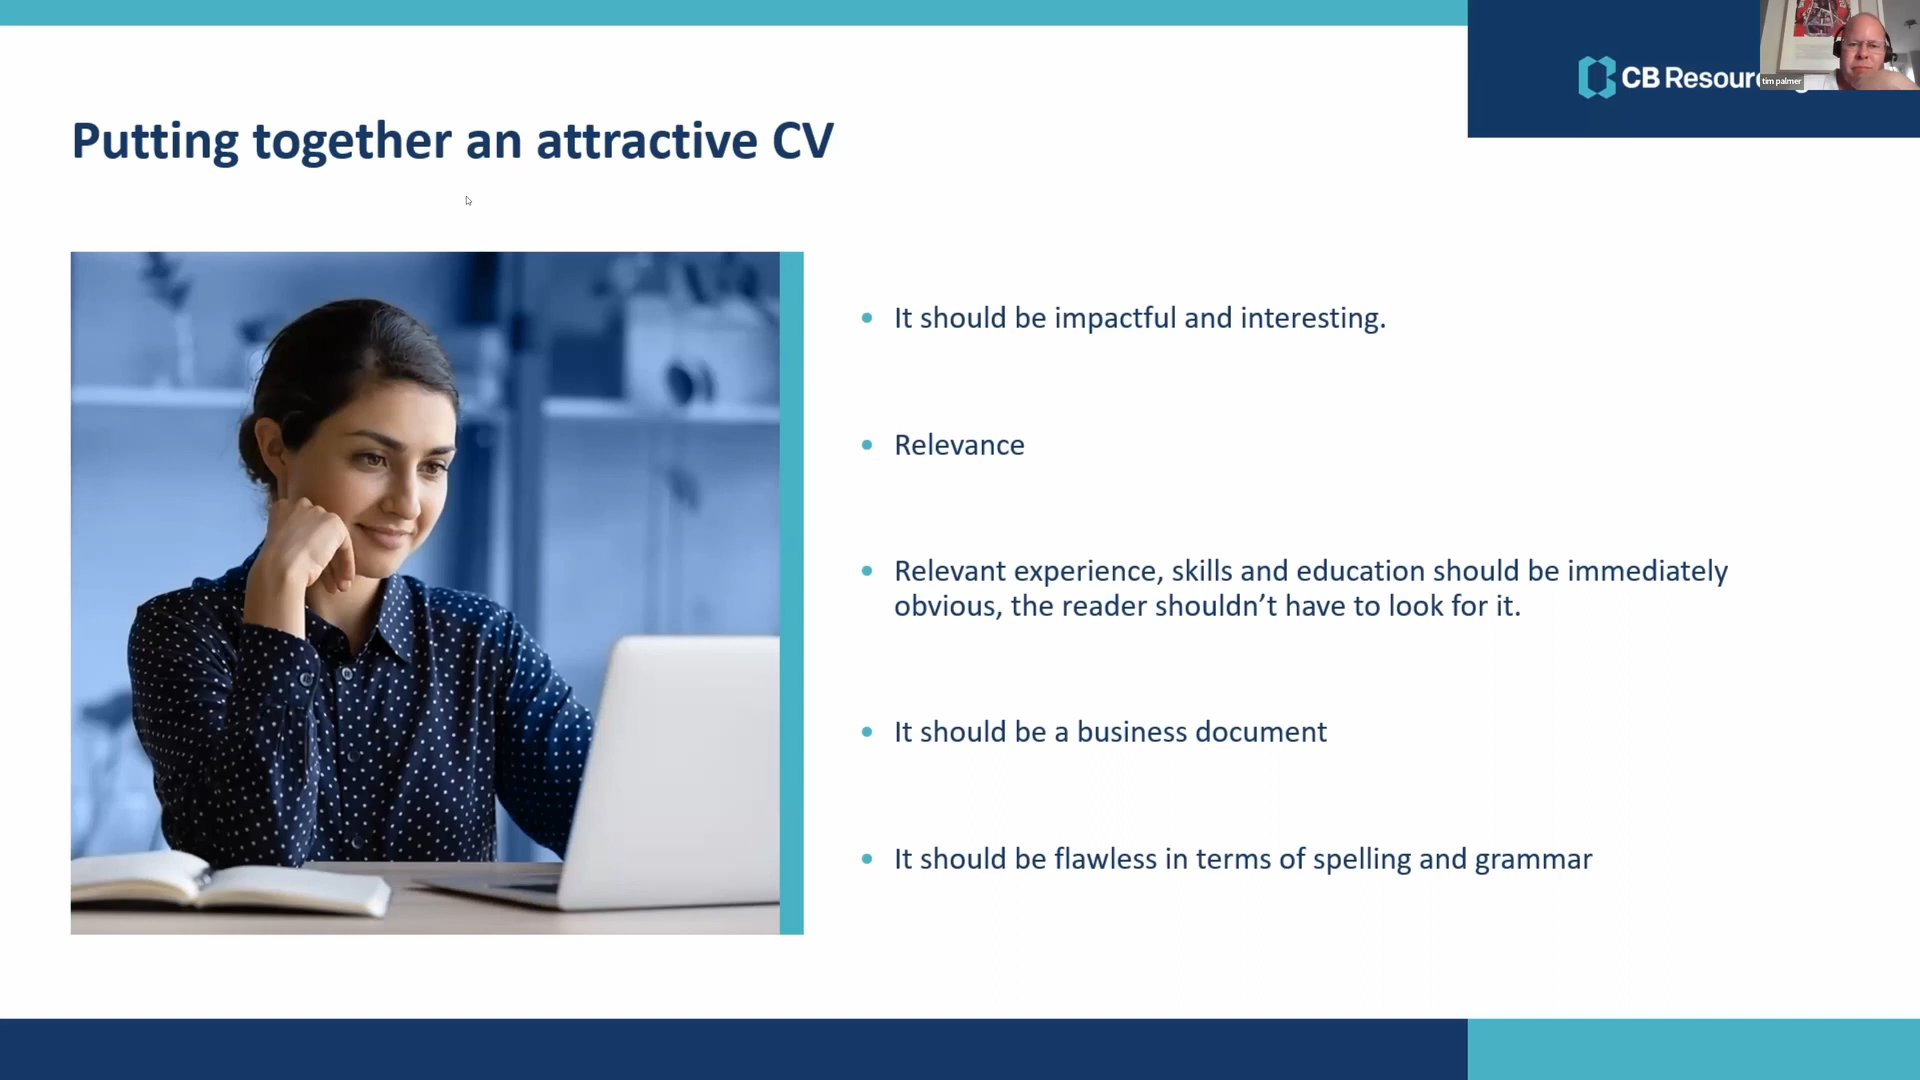 Putting together an attractive CV
CB
tim palmer
• It should be impactful and interesting.
• Relevance
• Relevant experience, skills and education should be immediately
obvious, the reader shouldn’t have to look for it.
• It should be a business document
• It should be flawless in terms of spelling and grammar